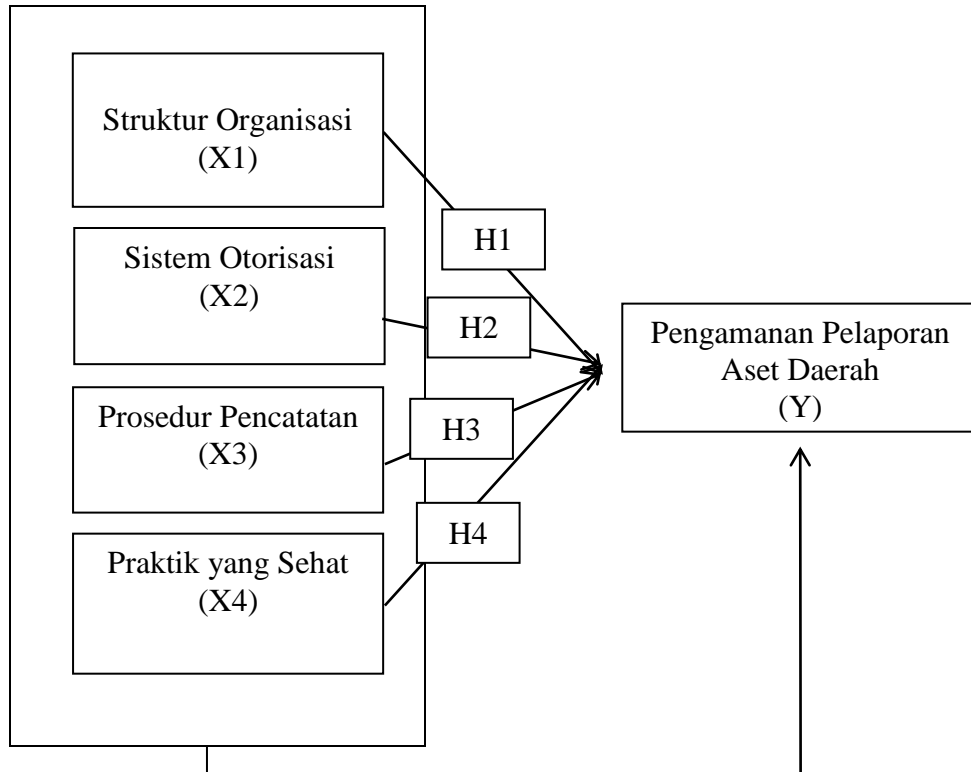 Struktur Organisasi
(X1)
H1
Sistem Otorisasi
(X2)
H2
Pengamanan Pelaporan
Aset Daerah
(Y)
Prosedur Pencatatan
(X3)
H3
H4
Praktik yang Sehat
(X4)